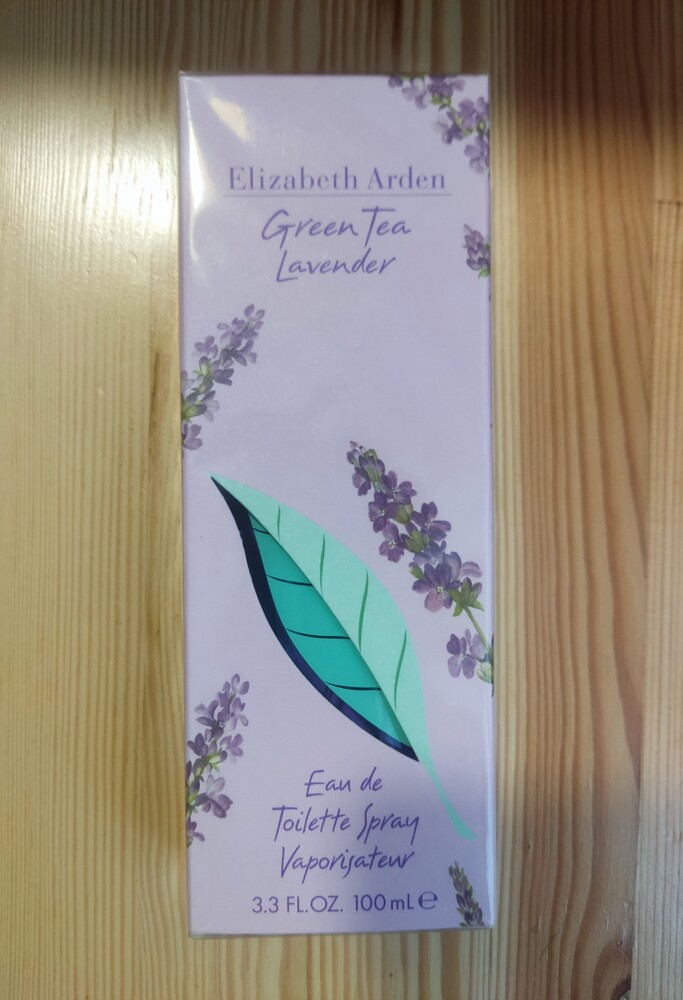 Elizabeth Arden
Green Tea
Lavender
Eau de
Toilette Spray
Vaporisateur
3.3 FL.OZ. 100 mL ℮